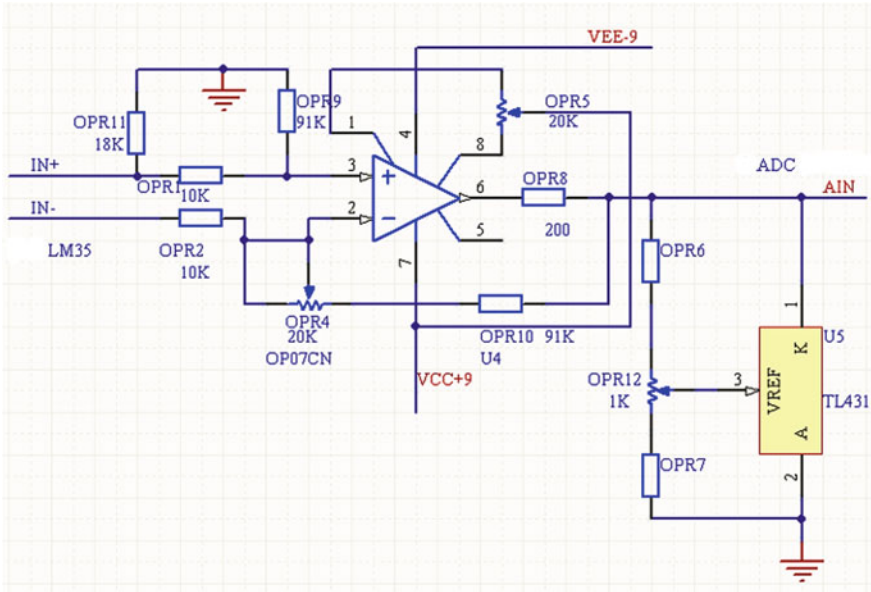 VEE-9
OPR11
18K
OPR9
91K
1
4
8
OPR5
20K
IN+
OPR1
10K
3
+
6
OPR8
200
ADC
AIN
IN-
2
−
5
LM35
OPR2
10K
7
OPR4
20K
OP07CN
OPR10 91K
U4
VCC+9
OPR6
OPR12
1K
OPR7
1
U5
K
3
VREF
TL431
A
2